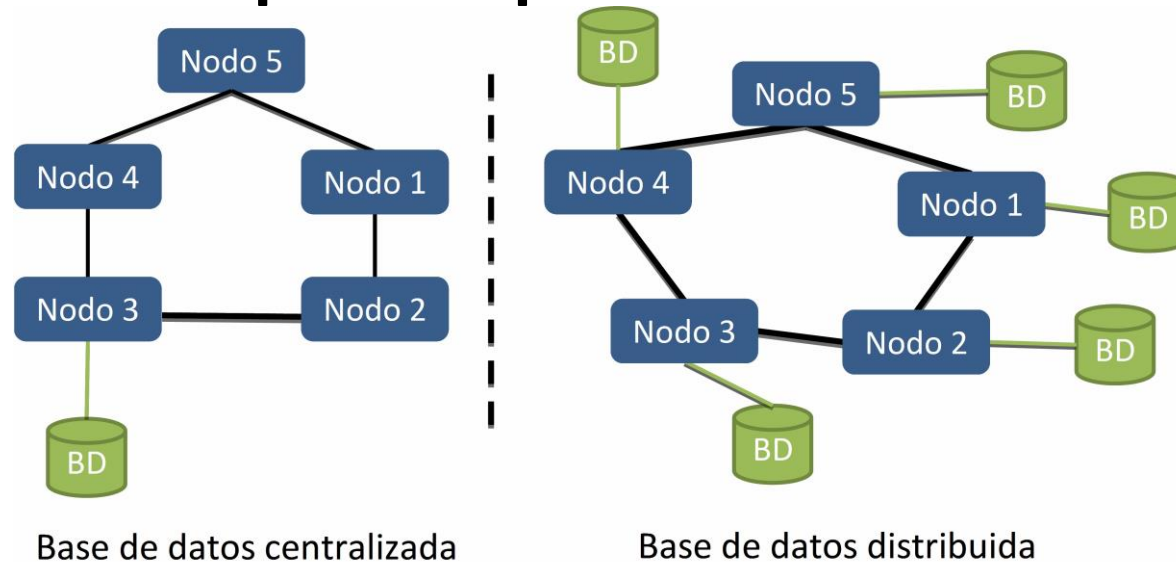 Nodo 5
Nodo 4
Nodo 1
Nodo 3
Nodo 2
BD
Base de datos centralizada
BD
Nodo 5
BD
Nodo 4
Nodo 1
BD
Nodo 3
Nodo 2
BD
BD
Base de datos distribuida